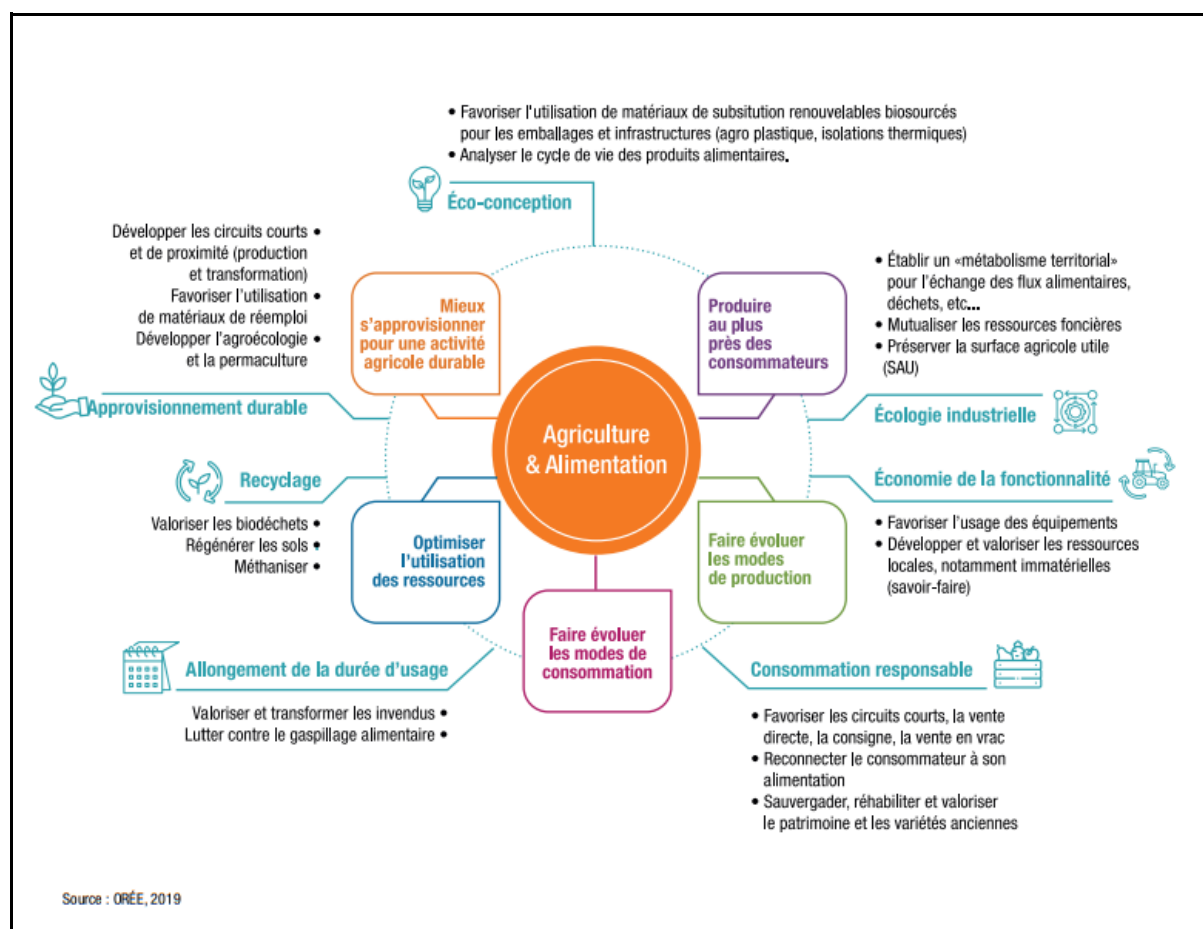 • Favoriser l'utilisation de matériaux de subsitution renouvelables biosourcés
pour les emballages et infrastructures (agro plastique, isolations thermiques)
• Analyser le cycle de vie des produits alimentaires.
Éco-conception
Développer les circuits courts •
et de proximité (production
et transformation)
Favoriser l'utilisation •
de matériaux de réemploi
Développer l'agroécologie •
et la permaculture
Approvisionnement durable
Mieux
s'approvisionner
pour une activité
agricole durable
Produire
au plus
près des
consommateurs
• Établir un «métabolisme territorial»
pour l'échange des flux alimentaires,
déchets, etc...
• Mutualiser les ressources foncières
• Préserver la surface agricole utile
(SAU)
Écologie industrielle
Agriculture
& Alimentation
Recyclage
Valoriser les biodéchets •
Régénérer les sols •
Méthaniser •
Optimiser
l'utilisation
des ressources
Faire évoluer
les modes
de production
Économie de la fonctionnalité
• Favoriser l'usage des équipements
• Développer et valoriser les ressources
locales, notamment immatérielles
(savoir-faire)
Faire évoluer
les modes de
consommation
Allongement de la durée d'usage
Valoriser et transformer les invendus •
Lutter contre le gaspillage alimentaire •
Consommation responsable
• Favoriser les circuits courts, la vente
directe, la consigne, la vente en vrac
• Reconnecter le consommateur à son
alimentation
• Sauvergader, réhabiliter et valoriser
le patrimoine et les variétés anciennes
Source : ORÉE, 2019